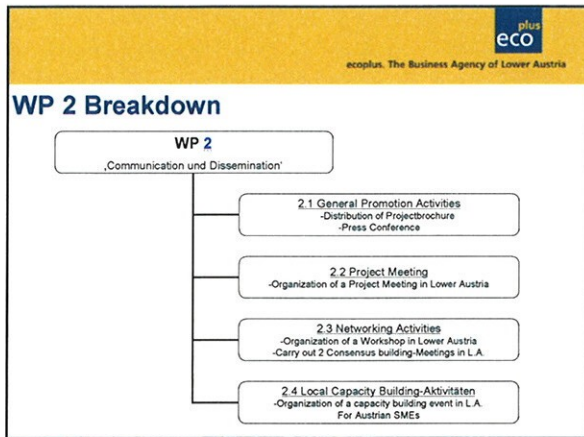 plus
eco
ecoplus. The Business Agency of Lower Austria
WP 2 Breakdown
WP 2
‚Communication und Dissemination'
2.1 General Promotion Activities
-Distribution of Projectbrochure
-Press Conference
2.2 Project Meeting
-Organization of a Project Meeting in Lower Austria
2.3 Networking Activities
-Organization of a Workshop in Lower Austria
-Carry out 2 Consensus building-Meetings in L.A.
2.4 Local Capacity Building-Aktivitäten
-Organization of a capacity building event in L.A.
For Austrian SMEs